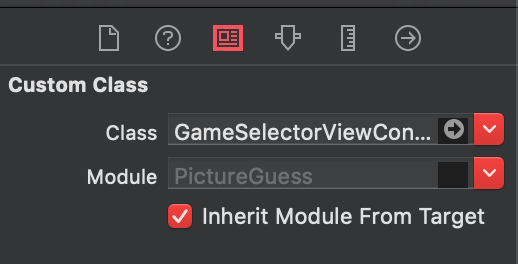 Custom Class
Class GameSelectorViewCon...
Module PictureGuess
Inherit Module From Target